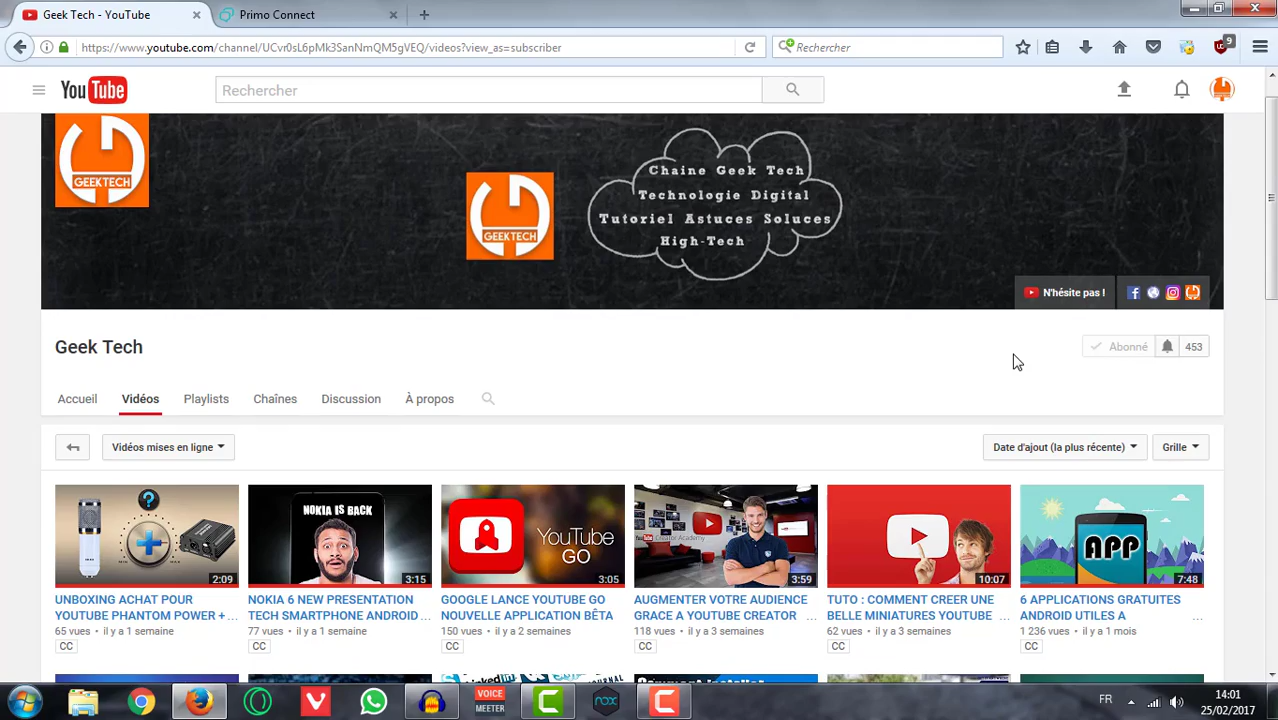 Geek Tech - YouTube
Primo Connect
https://www.youtube.com/channel/UCvr0sL6pMk3SanNmQM5gVEQ/videos?view_as=subscriber
Rechercher
9
YouTube
Rechercher
GEEKTECH
GEEKTECH
Chaine Geek Tech
Technologie Digital
Tutoriel Astuces Soluces
High-Tech
N'hésite pas !
Geek Tech
Abonné
453
Accueil
Vidéos
Playlists
Chaînes
Discussion
À propos
Vidéos mises en ligne
Date d'ajout (la plus récente)
Grille
2:09
NOKIA IS BACK
3:15
YouTube
GO
3:05
YouTube Creator Academy
3:59
10:07
APP
7:48
UNBOXING ACHAT POUR
YOUTUBE PHANTOM POWER + ...
65 vues • il y a 1 semaine
CC
NOKIA 6 NEW PRESENTATION
TECH SMARTPHONE ANDROID ...
77 vues • il y a 1 semaine
CC
GOOGLE LANCE YOUTUBE GO
NOUVELLE APPLICATION BÊTA
150 vues • il y a 2 semaines
CC
AUGMENTER VOTRE AUDIENCE
GRACE A YOUTUBE CREATOR ...
118 vues • il y a 3 semaines
CC
TUTO : COMMENT CREER UNE
BELLE MINIATURES YOUTUBE ...
62 vues • il y a 3 semaines
CC
6 APPLICATIONS GRATUITES
ANDROID UTILES A ...
1 236 vues • il y a 1 mois
CC
VOICE
MEETER
nox
FR
14:01
25/02/2017